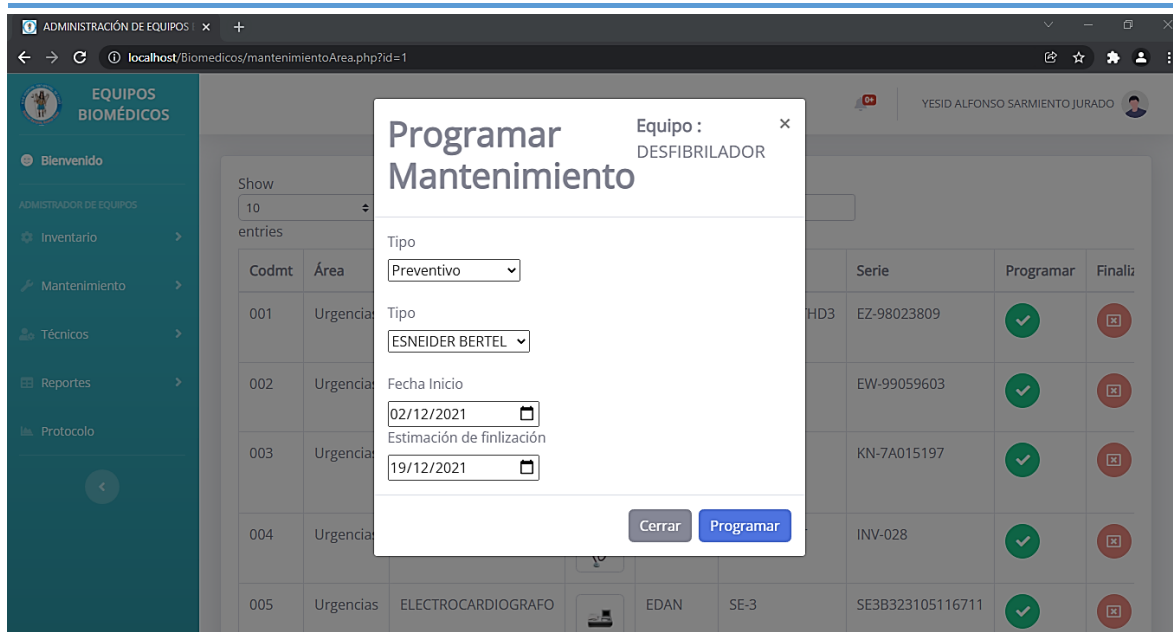 ADMINISTRACIÓN DE EQUIPOS
localhost/Biomedicos/mantenimientoArea.php?id=1
EQUIPOS
BIOMÉDICOS
0+
YESID ALFONSO SARMIENTO JURADO
Bienvenido
ADMISTRADOR DE EQUIPOS
Inventario
Mantenimiento
Técnicos
Reportes
Protocolo
Programar
Mantenimiento
Equipo :
DESFIBRILADOR
×
Tipo
Preventivo
Tipo
ESNEIDER BERTEL
Fecha Inicio
02/12/2021
Estimación de finlización
19/12/2021
Cerrar Programar
Show
10
entries
Codmt Área Serie Programar Finaliz
001 Urgencias HD3 EZ-98023809
002 Urgencias EW-99059603
003 Urgencias KN-7A015197
004 Urgencias INV-028
005 Urgencias ELECTROCARDIOGRAFO EDAN SE-3 SE3B323105116711